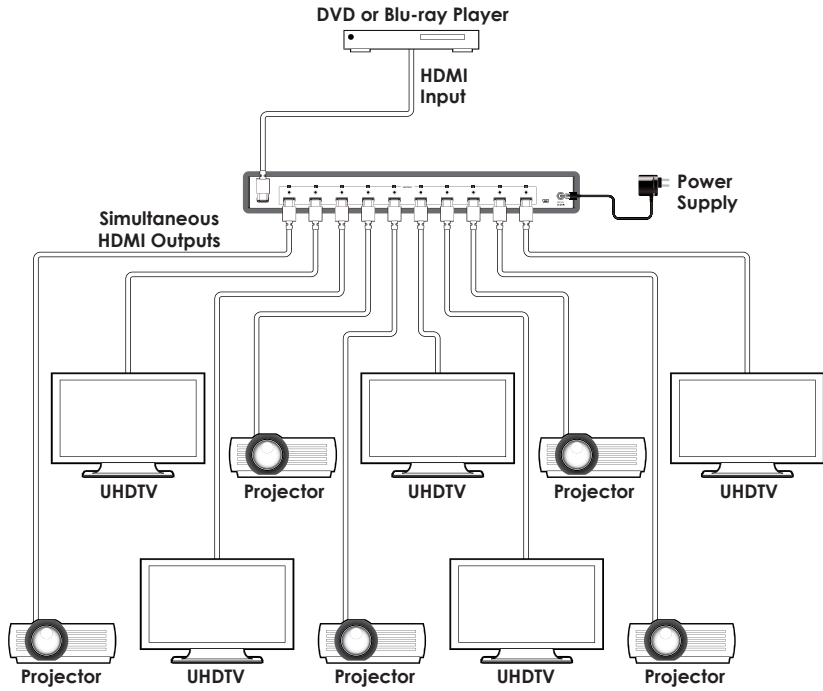 DVD or Blu-ray Player
HDMI
Input
Power
Supply
Simultaneous
HDMI Outputs
UHDTV
Projector
UHDTV
Projector
UHDTV
Projector
UHDTV
Projector
UHDTV
Projector